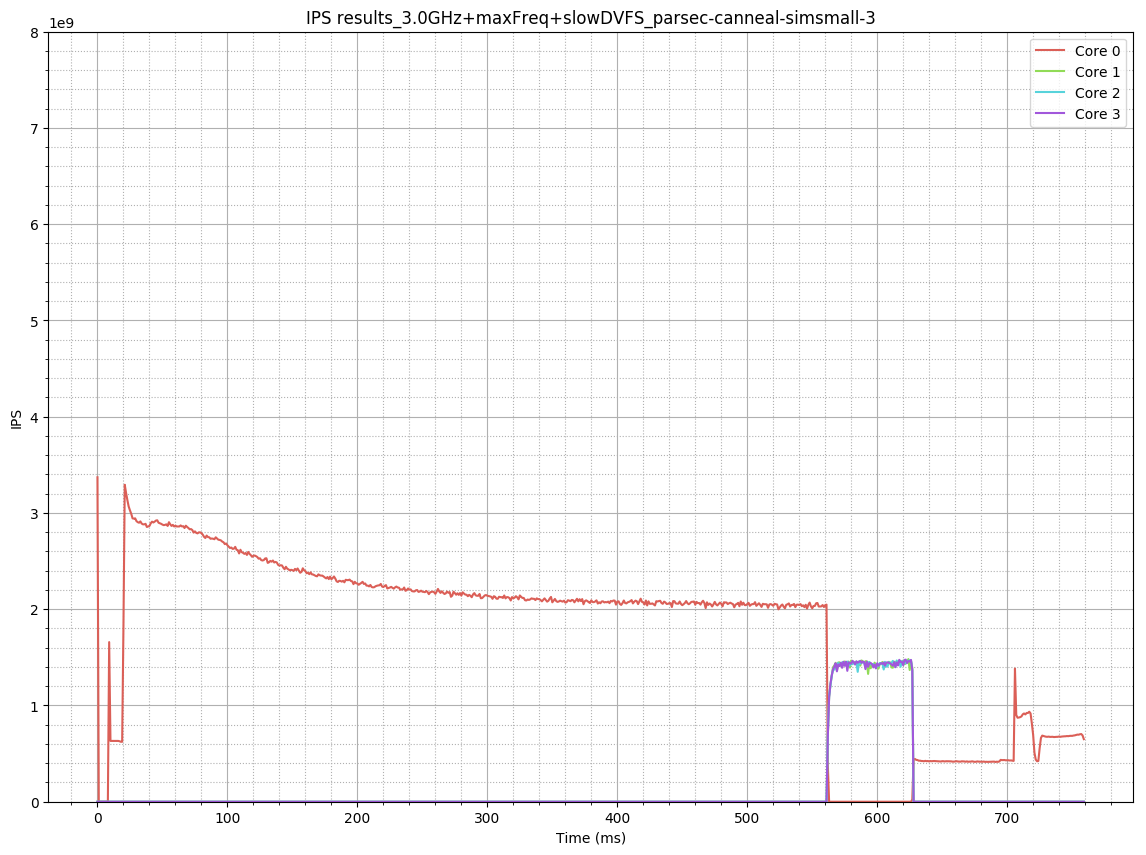 IPS results_3.0GHz+maxFreq+slowDVFS_parsec-canneal-simsmall-3
1e9
8
7
6
5
4
3
2
1
0
IPS
Core 0
Core 1
Core 2
Core 3
0 100 200 300 400 500 600 700
Time (ms)